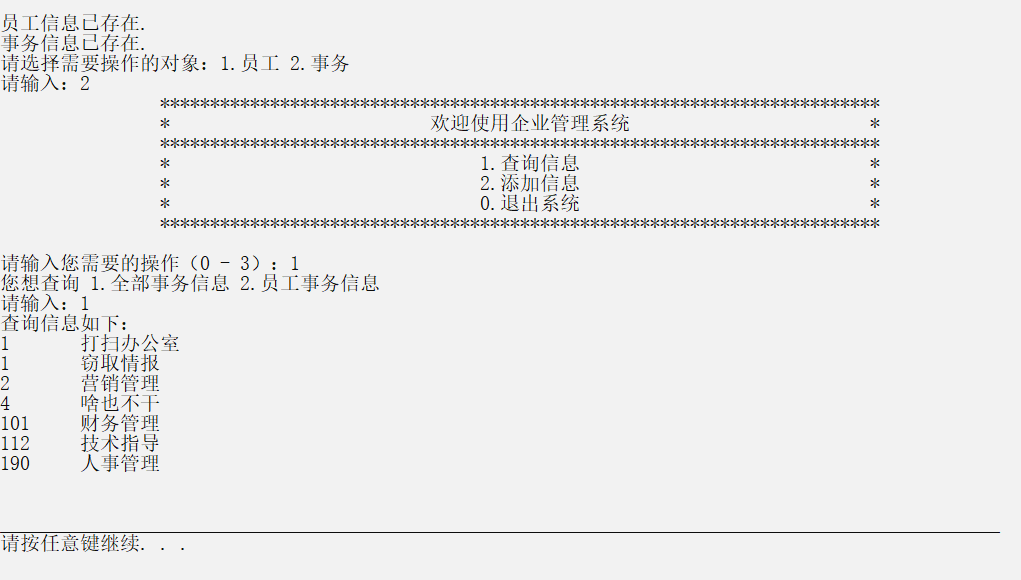 员工信息已存在.
事务信息已存在.
请选择需要操作的对象：1.员工 2.事务
请输入：2
************************************************************************
* 欢迎使用企业管理系统 *
************************************************************************
* 1.查询信息 *
* 2.添加信息 *
* 0.退出系统 *
************************************************************************
请输入您需要的操作（0 - 3）：1
您想查询 1.全部事务信息 2.员工事务信息
请输入：1
查询信息如下：
1 打扫办公室
1 窃取情报
2 营销管理
4 啥也不干
101 财务管理
112 技术指导
190 人事管理
请按任意键继续. . .